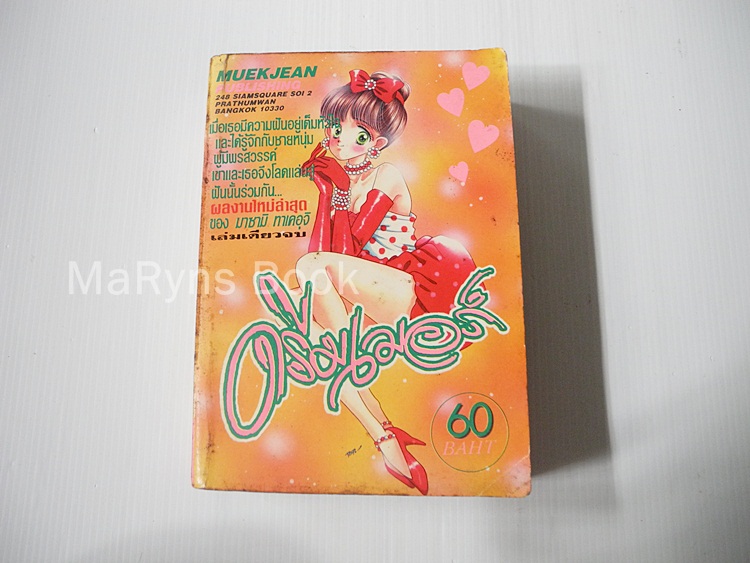 MUEKJEAN
PUBLISHING
248 SIAMSQUARE SOI 2
PRATHUMWAN
BANGKOK 10330
เมื่อเธอมีความฝันอยู่เต็มหัวใจ
และได้รู้จักกับชายหนุ่ม
ผู้มีพรสวรรค์
เขาและเธอจึงโลดแล่นสู่
ฝันนั้นร่วมกัน...
ผลงานใหม่ล่าสุด
ของ มาซามิ ทาเคอุจิ
เล่มเดียวจบ
MaRyns Book
ดรีมเมอร์
60
BAHT